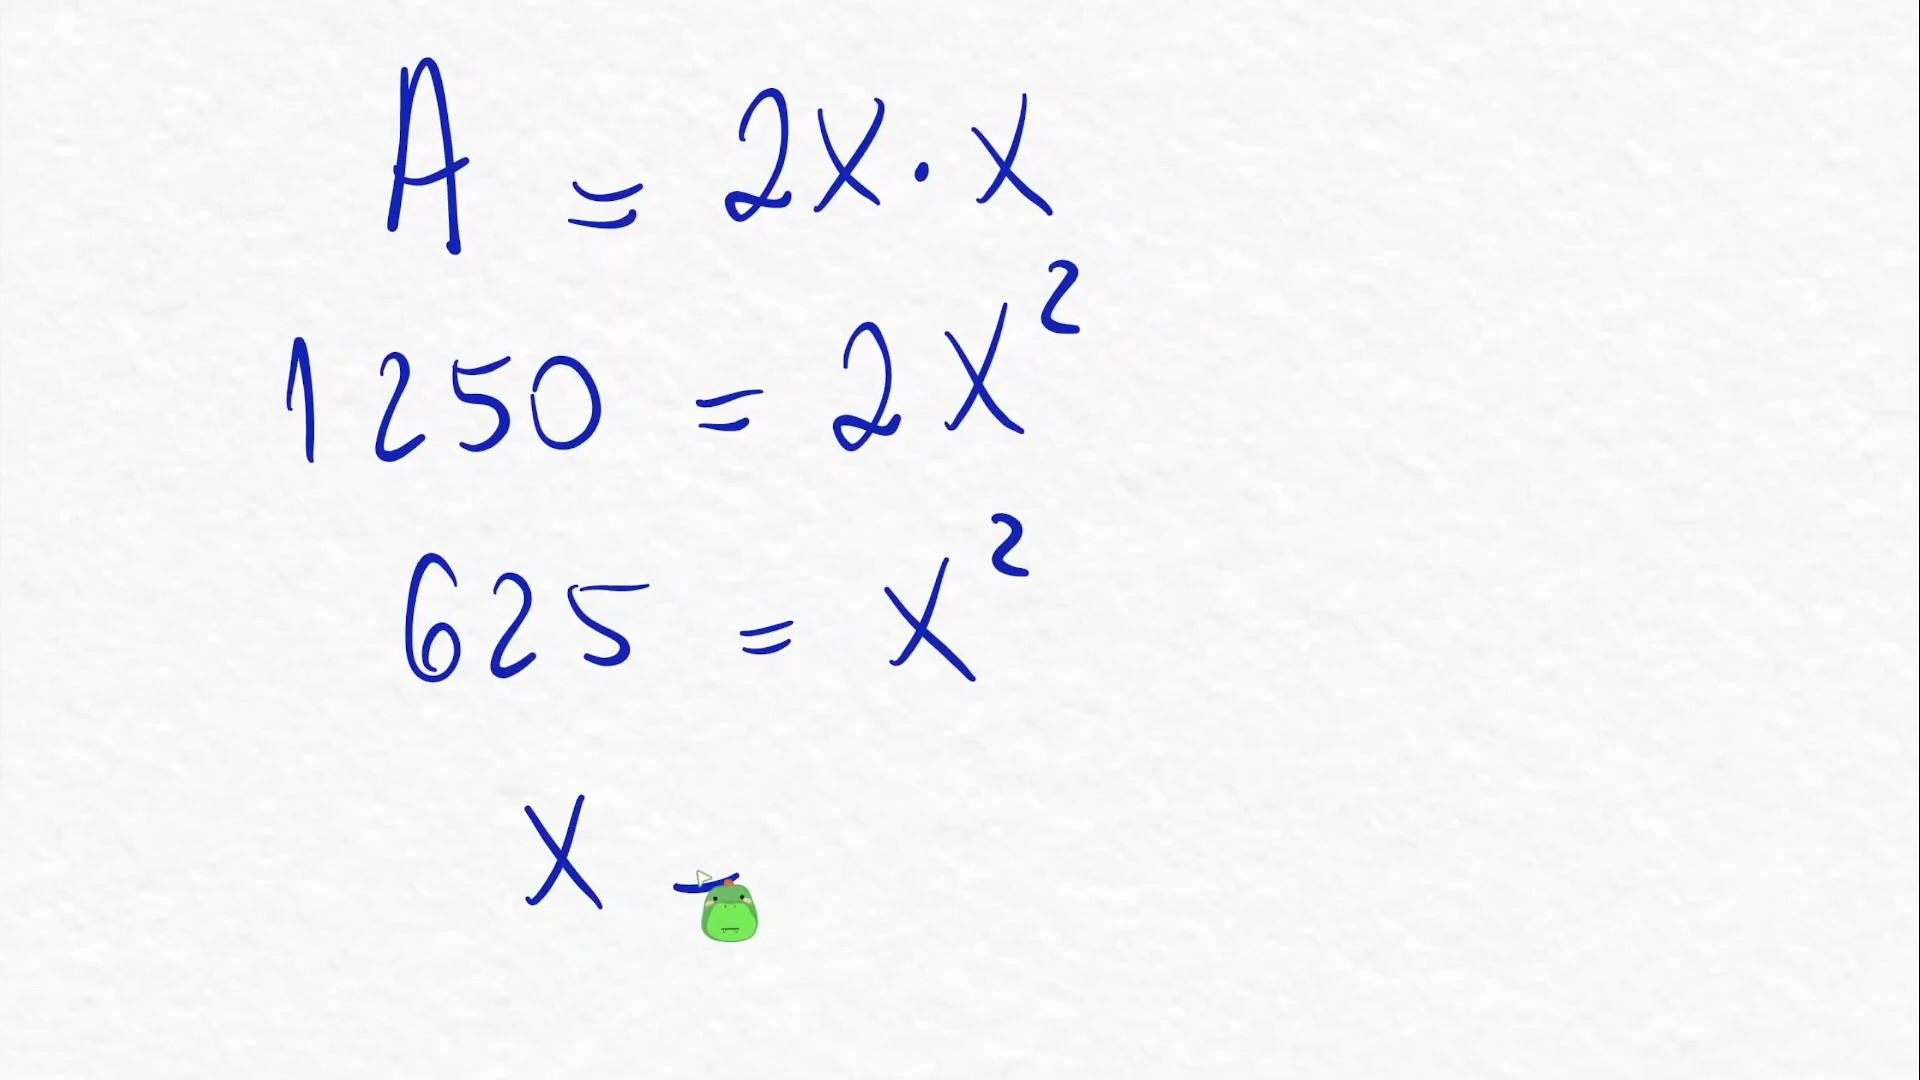 A = 2x · x
1250 = 2x²
625 = x²
x -